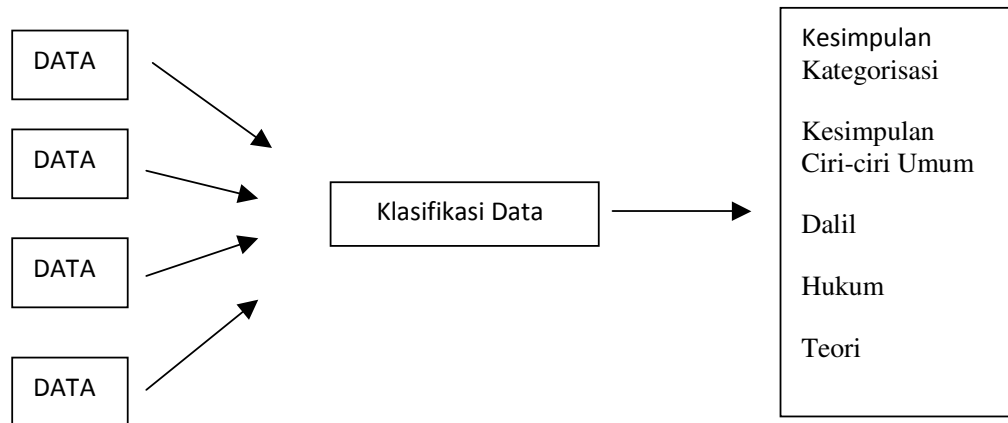 DATA
DATA
DATA
DATA
Klasifikasi Data
Kesimpulan
Kategorisasi
Kesimpulan
Ciri-ciri Umum
Dalil
Hukum
Teori